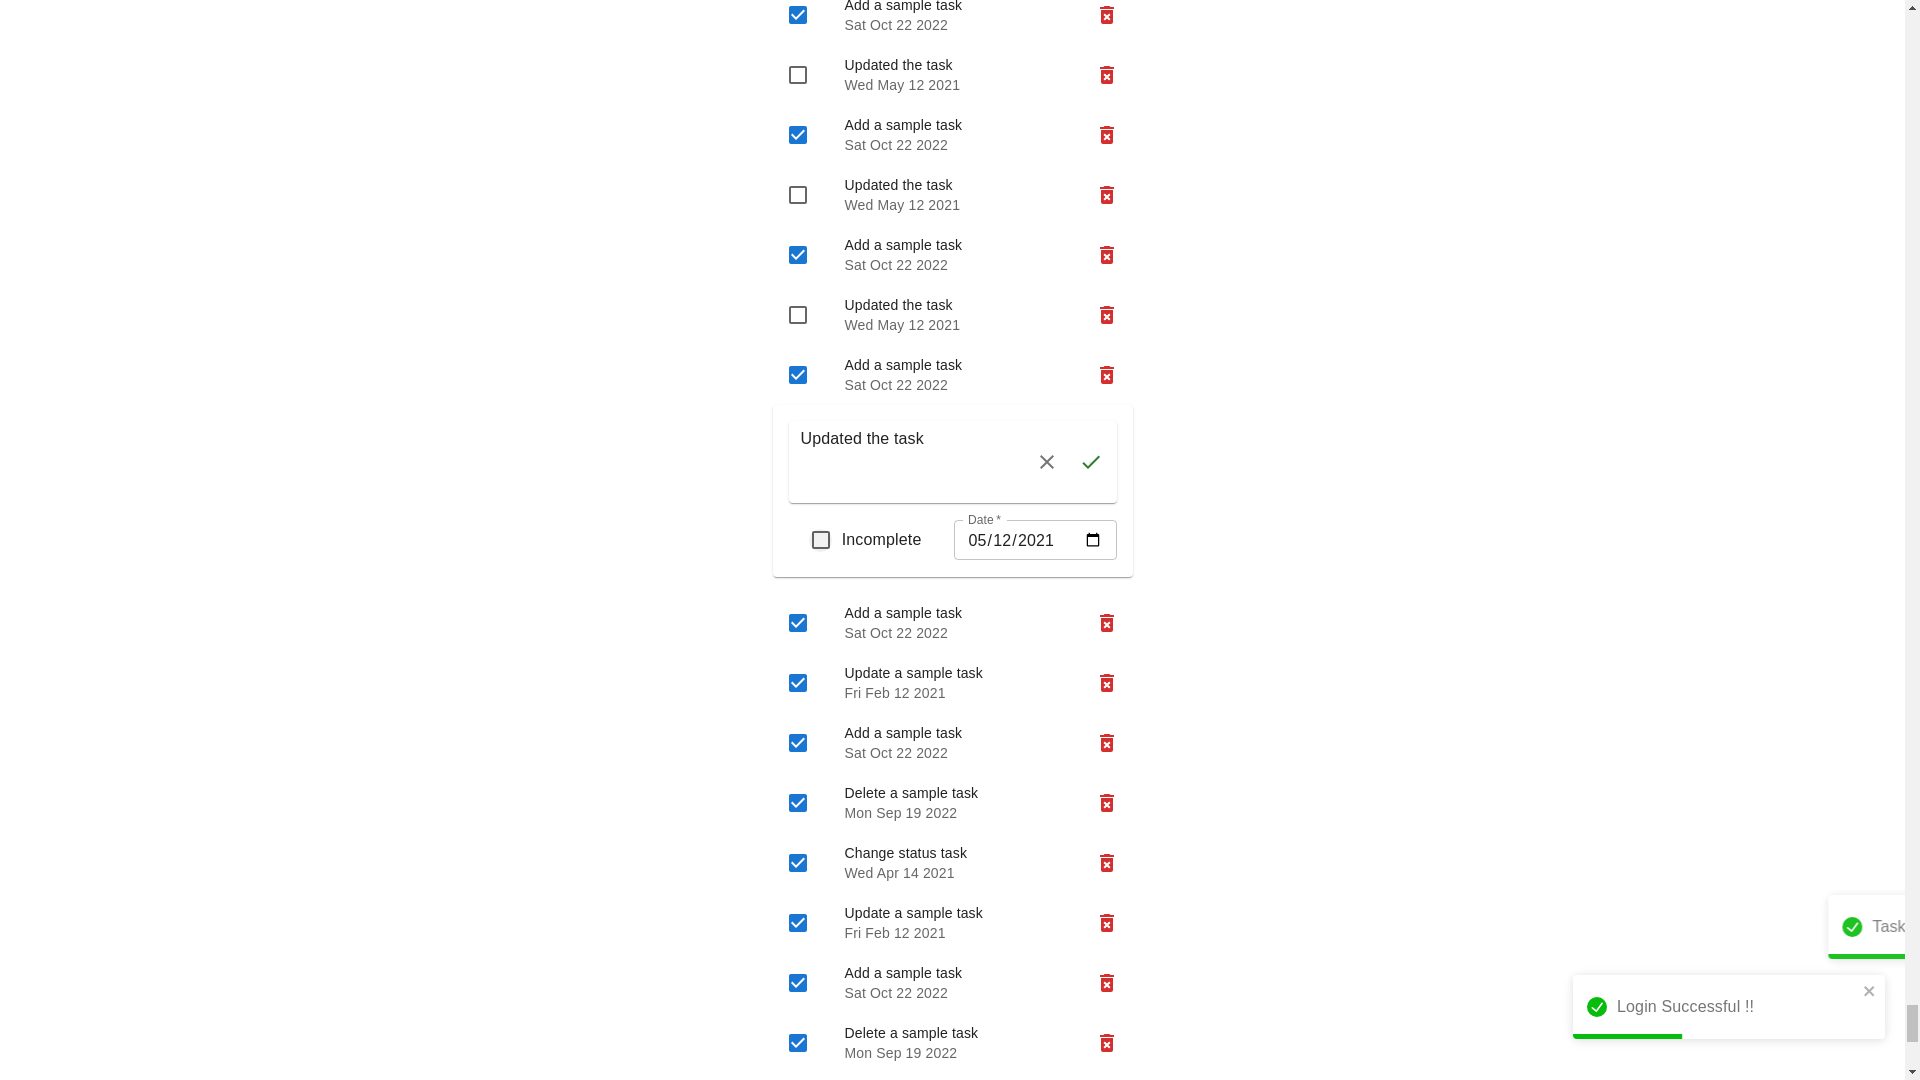 Add a sample task
Sat Oct 22 2022
Updated the task
Wed May 12 2021
Add a sample task
Sat Oct 22 2022
Updated the task
Wed May 12 2021
Add a sample task
Sat Oct 22 2022
Updated the task
Wed May 12 2021
Add a sample task
Sat Oct 22 2022
Updated the task
Date *
Incomplete
05/12/2021
Add a sample task
Sat Oct 22 2022
Update a sample task
Fri Feb 12 2021
Add a sample task
Sat Oct 22 2022
Delete a sample task
Mon Sep 19 2022
Change status task
Wed Apr 14 2021
Update a sample task
Fri Feb 12 2021
Task
Add a sample task
Sat Oct 22 2022
Login Successful !!
Delete a sample task
Mon Sep 19 2022